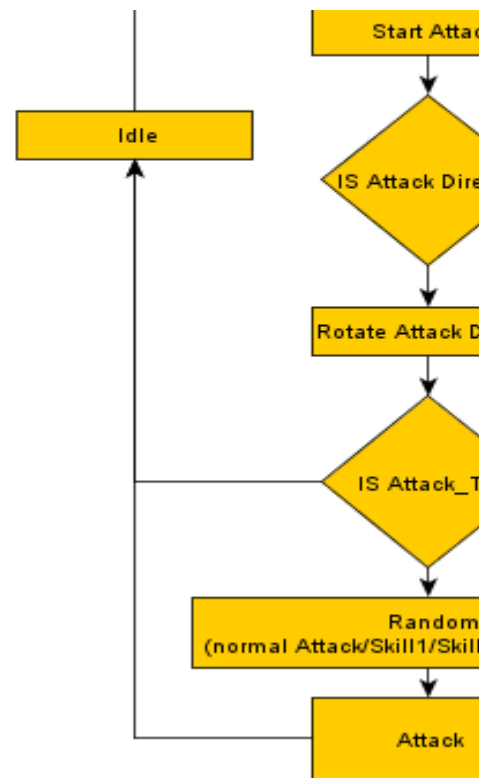 Start Attac
Idle
IS Attack Dire
Rotate Attack D
IS Attack_T
Random
(normal Attack/Skill1/Skill
Attack